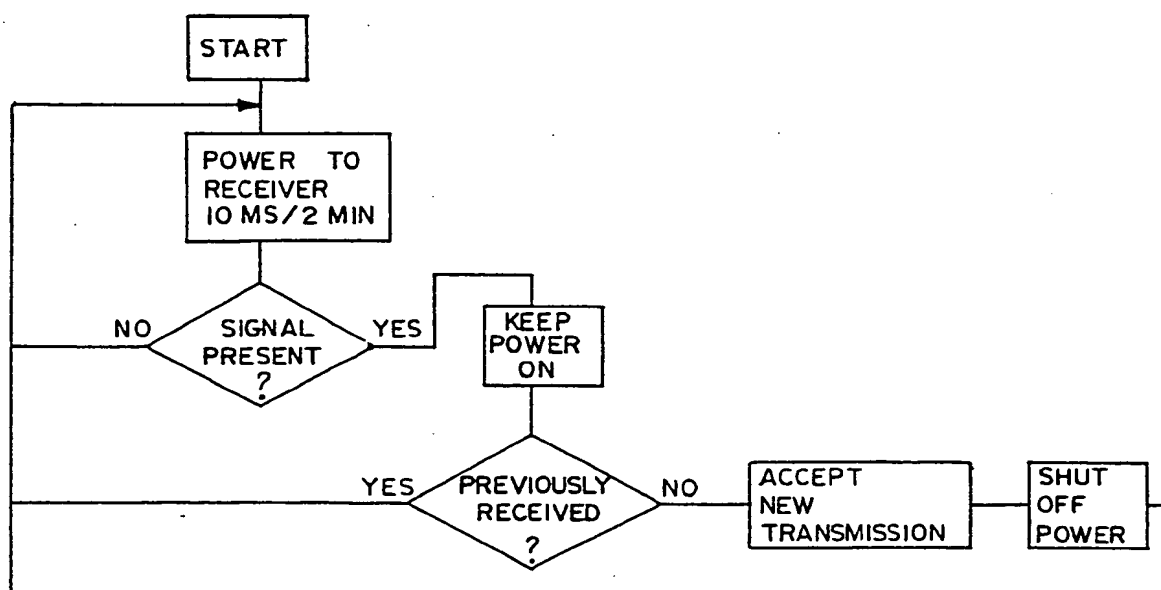 START
POWER TO
RECEIVER
10 MS/2 MIN
NO
SIGNAL
PRESENT
?
YES
KEEP
POWER
ON
YES
PREVIOUSLY
RECEIVED
?
NO
ACCEPT
NEW
TRANSMISSION
SHUT
OFF
POWER